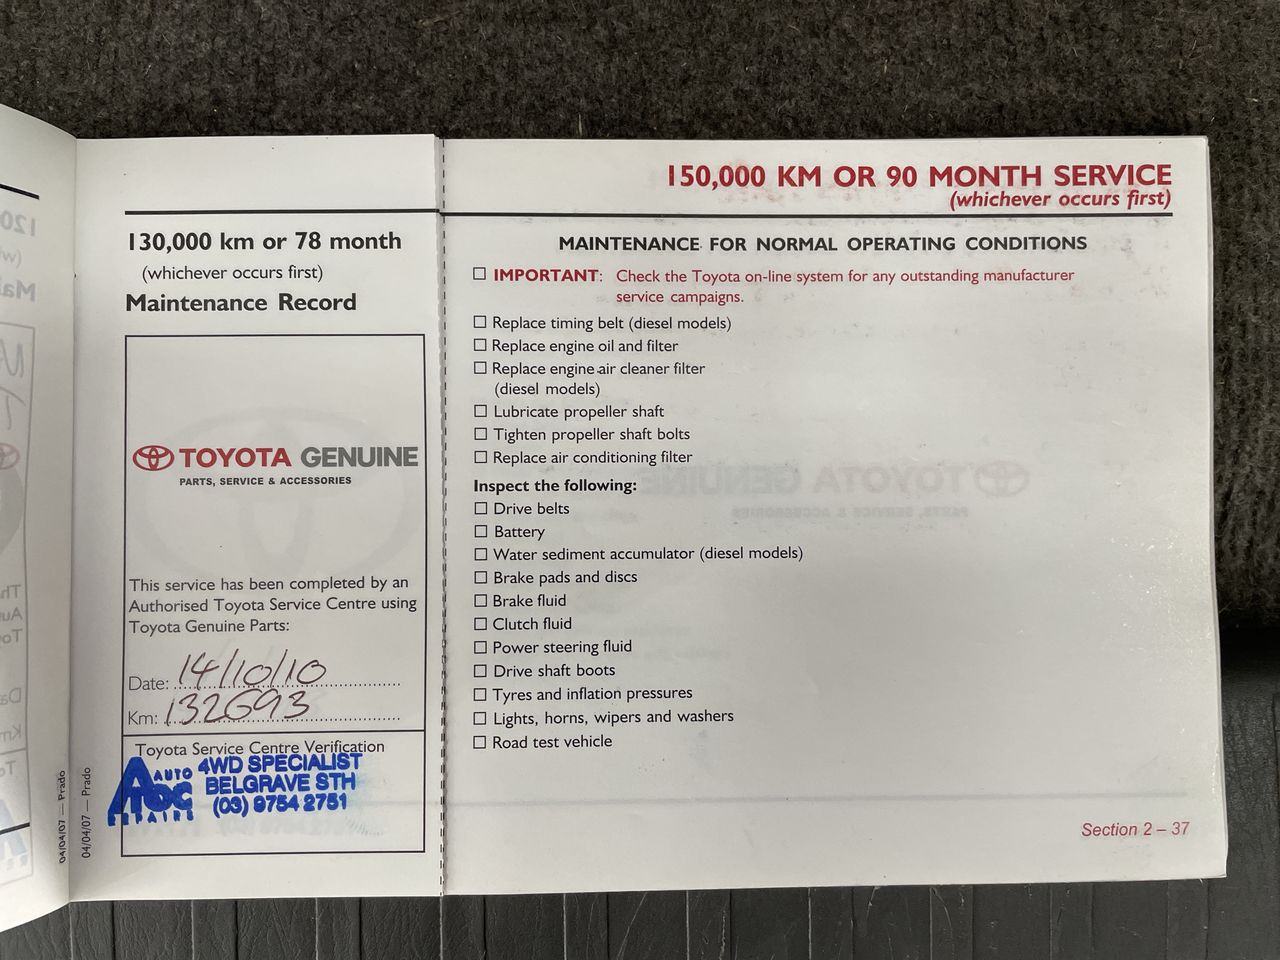 130,000 km or 78 month
(whichever occurs first)
Maintenance Record
TOYOTA GENUINE
PARTS, SERVICE & ACCESSORIES
This service has been completed by an
Authorised Toyota Service Centre using
Toyota Genuine Parts:
Date: 14/10/10
Km: 132693
Toyota Service Centre Verification
4WD SPECIALIST
AUTO
BELGRAVE STH
(03) 9754 2751
REPAIRS
04/04/07 — Prado
04/04/07 — Prado
150,000 KM OR 90 MONTH SERVICE
(whichever occurs first)
MAINTENANCE FOR NORMAL OPERATING CONDITIONS
IMPORTANT: Check the Toyota on-line system for any outstanding manufacturer
service campaigns.
Replace timing belt (diesel models)
Replace engine oil and filter
Replace engine air cleaner filter
(diesel models)
Lubricate propeller shaft
Tighten propeller shaft bolts
Replace air conditioning filter
Inspect the following:
Drive belts
Battery
Water sediment accumulator (diesel models)
Brake pads and discs
Brake fluid
Clutch fluid
Power steering fluid
Drive shaft boots
Tyres and inflation pressures
Lights, horns, wipers and washers
Road test vehicle
Section 2 – 37